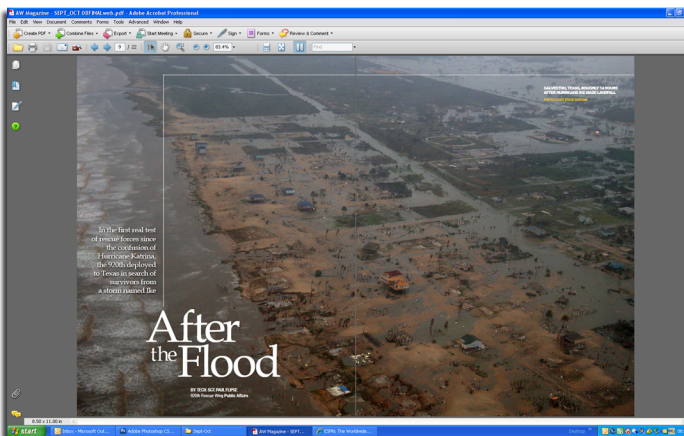 AW Magazine - SEPT_OCT 08FINALweb.pdf - Adobe Acrobat Professional
File Edit View Document Comments Forms Tools Advanced Window Help
Create PDF Combine Files Export Start Meeting Secure Sign Forms Review & Comment
9 / 22 83.4% Find
GALVESTON, TEXAS, ROUGHLY 14 HOURS
AFTER HURRICANE IKE MADE LANDFALL
In the first real test
of rescue forces since
the confusion of
Hurricane Katrina,
the 920th deployed
to Texas in search of
survivors from
a storm named Ike
After
the Flood
BY TECH. SGT. PAUL FLIPSE
920th Rescue Wing Public Affairs
8.50 x 11.00 in
start Inbox - Microsoft Out... Adobe Photoshop CS... Sept-Oct AW Magazine - SEPT... ESPN: The Worldwide... Desktop